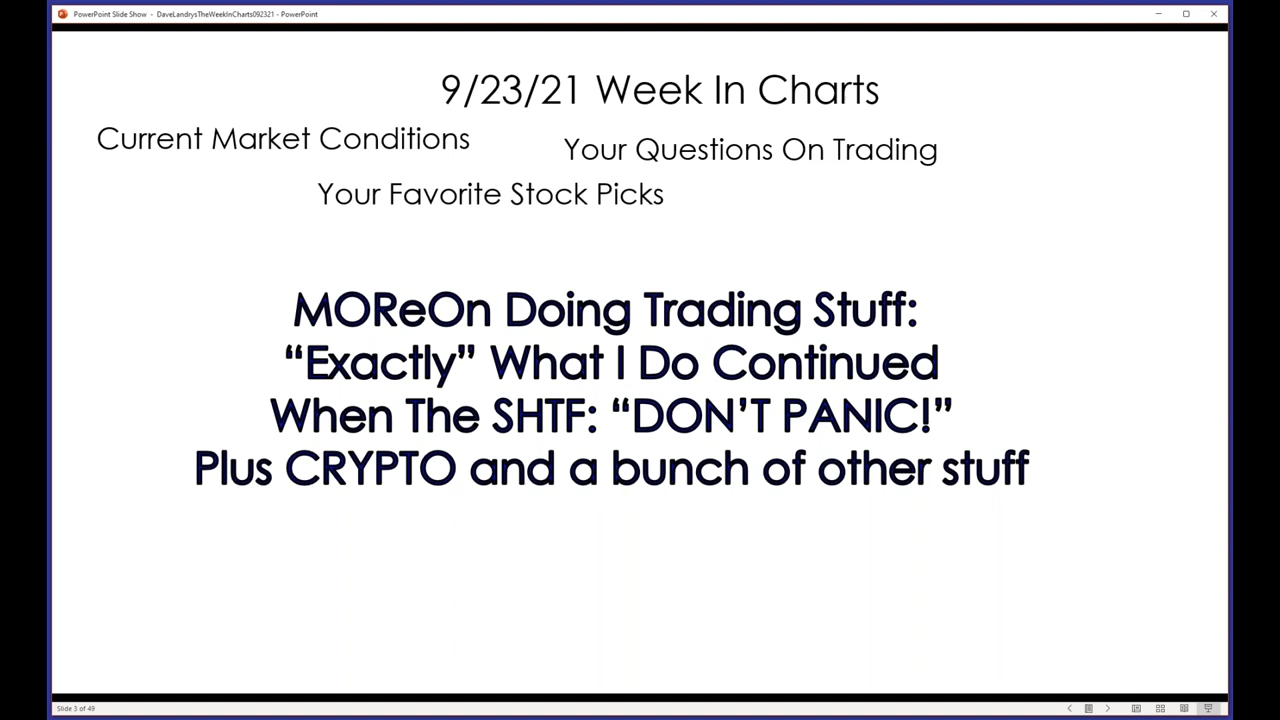 PowerPoint Slide Show - DaveLandrysTheWeekInCharts092321 - PowerPoint
9/23/21 Week In Charts
Current Market Conditions
Your Questions On Trading
Your Favorite Stock Picks
MOReOn Doing Trading Stuff:
“Exactly” What I Do Continued
When The SHTF: “DON’T PANIC!”
Plus CRYPTO and a bunch of other stuff
Slide 3 of 49